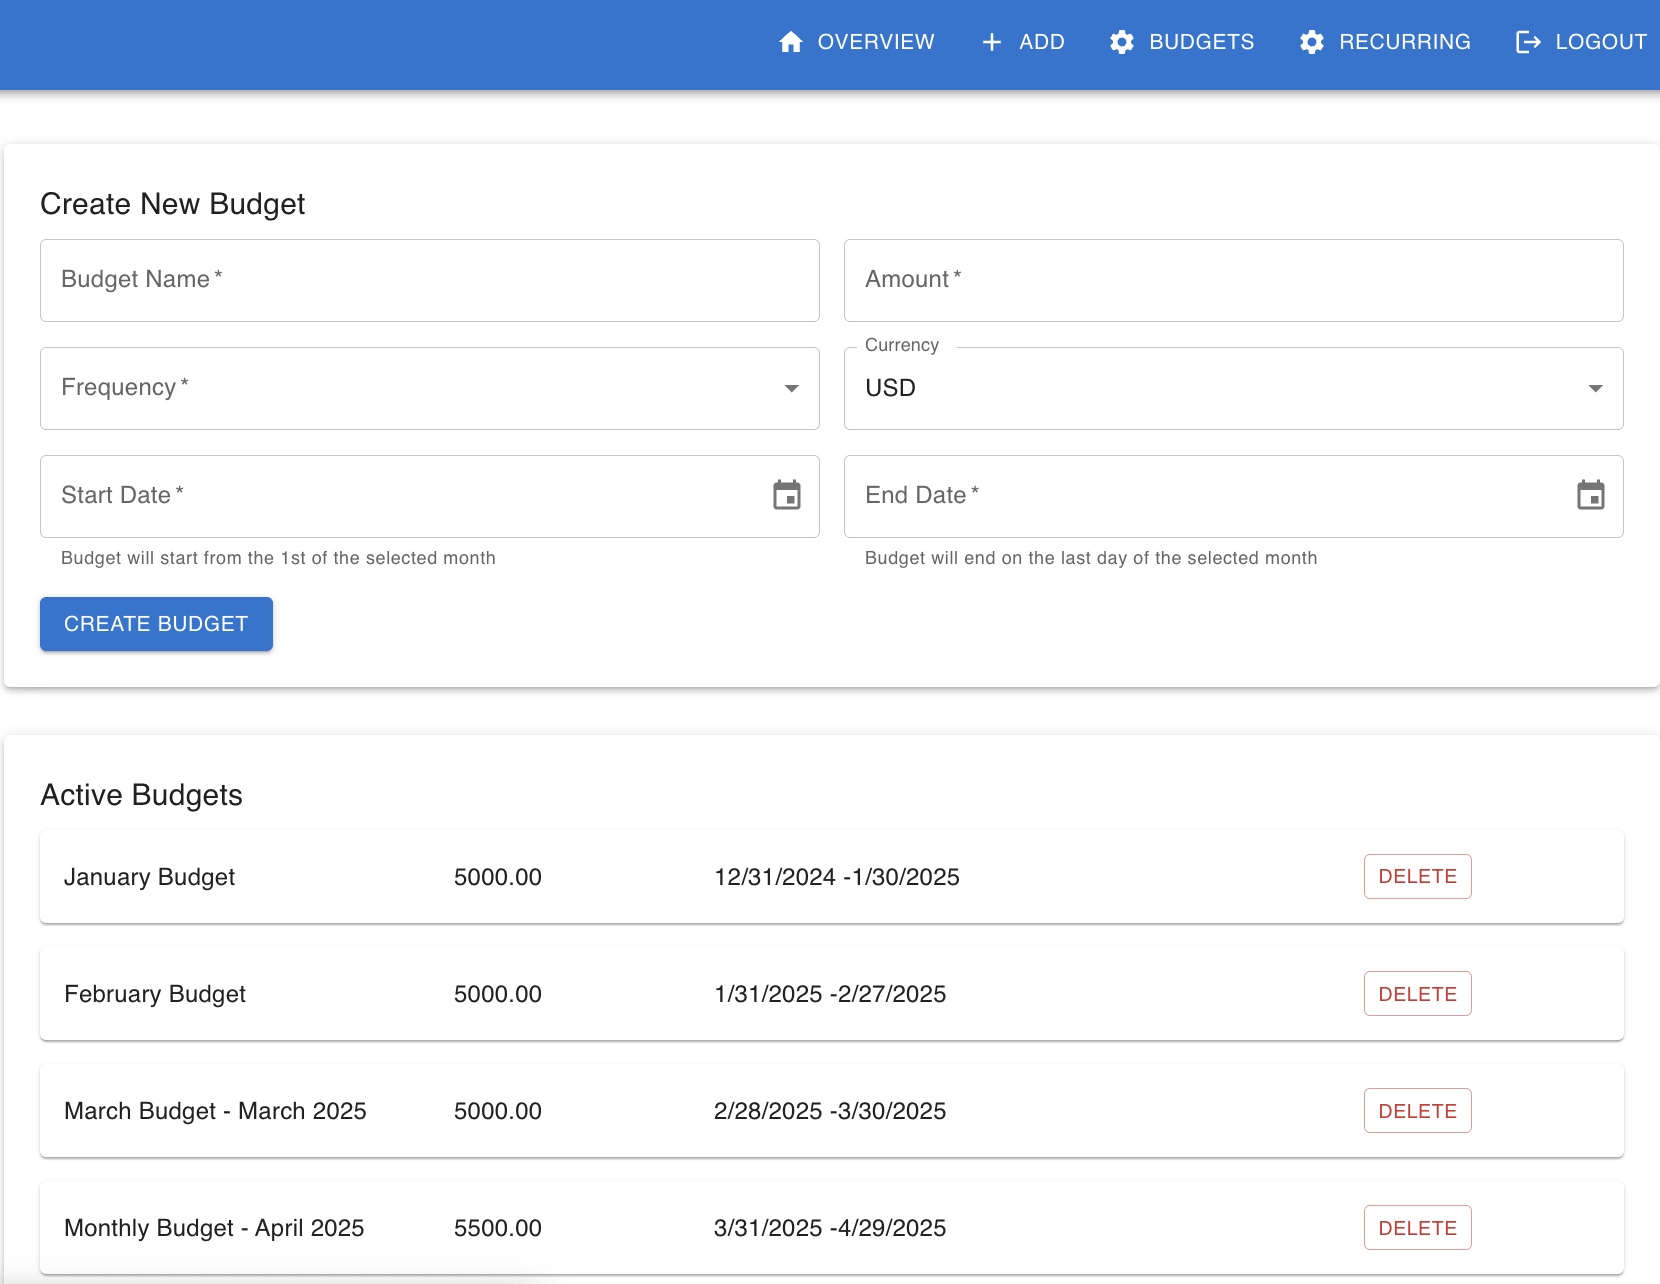 OVERVIEW ADD BUDGETS RECURRING LOGOUT
Create New Budget
Budget Name * Amount *
Currency
Frequency * USD
Start Date * End Date *
Budget will start from the 1st of the selected month Budget will end on the last day of the selected month
CREATE BUDGET
Active Budgets
January Budget 5000.00 12/31/2024 -1/30/2025 DELETE
February Budget 5000.00 1/31/2025 -2/27/2025 DELETE
March Budget - March 2025 5000.00 2/28/2025 -3/30/2025 DELETE
Monthly Budget - April 2025 5500.00 3/31/2025 -4/29/2025 DELETE